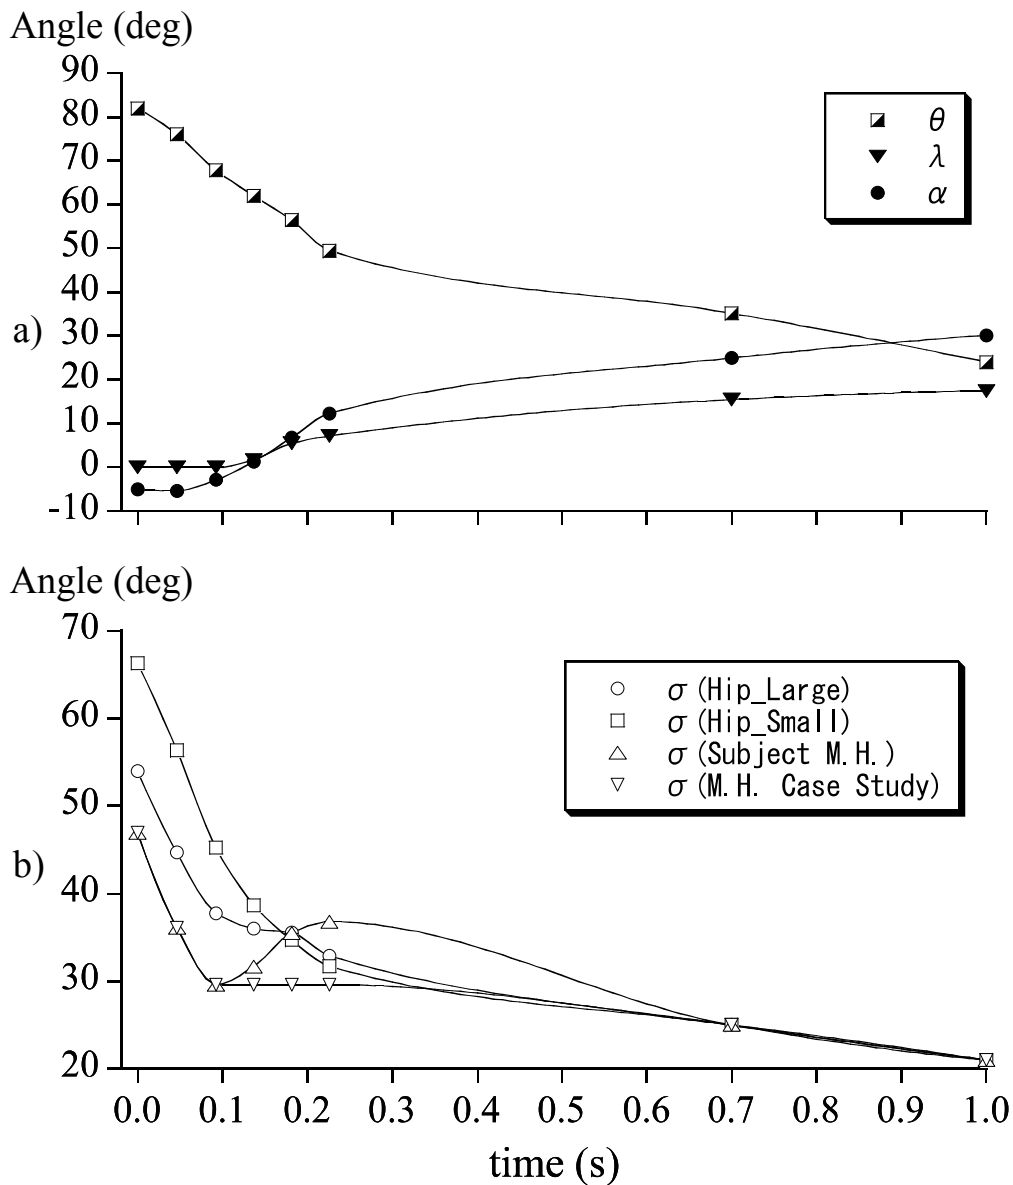 Angle (deg)
90
80
70
60
50
40
30
20
10
0
-10
θ
λ
α
a)
Angle (deg)
70
60
50
40
30
20
σ (Hip_Large)
σ (Hip_Small)
σ (Subject M.H.)
σ (M.H. Case Study)
b)
0.0 0.1 0.2 0.3 0.4 0.5 0.6 0.7 0.8 0.9 1.0
time (s)